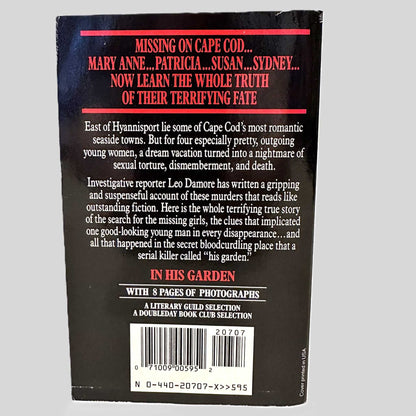 MISSING ON CAPE COD...
MARY ANNE...PATRICIA...SUSAN...SYDNEY...
NOW LEARN THE WHOLE TRUTH
OF THEIR TERRIFYING FATE
East of Hyannisport lie some of Cape Cod's most romantic
seaside towns. But for four especially pretty, outgoing
young women, a dream vacation turned into a nightmare of
sexual torture, dismemberment, and death.
Investigative reporter Leo Damore has written a gripping
and suspenseful account of these murders that reads like
outstanding fiction. Here is the whole terrifying true story
of the search for the missing girls, the clues that implicated
one good-looking young man in every disappearance...and
all that happened in the secret bloodcurdling place that a
serial killer called "his garden."
IN HIS GARDEN
WITH 8 PAGES OF PHOTOGRAPHS
A LITERARY GUILD SELECTION
A DOUBLEDAY BOOK CLUB SELECTION
20707
0 71009 00595 2
N 0-440-20707-X>>595
Cover printed in USA